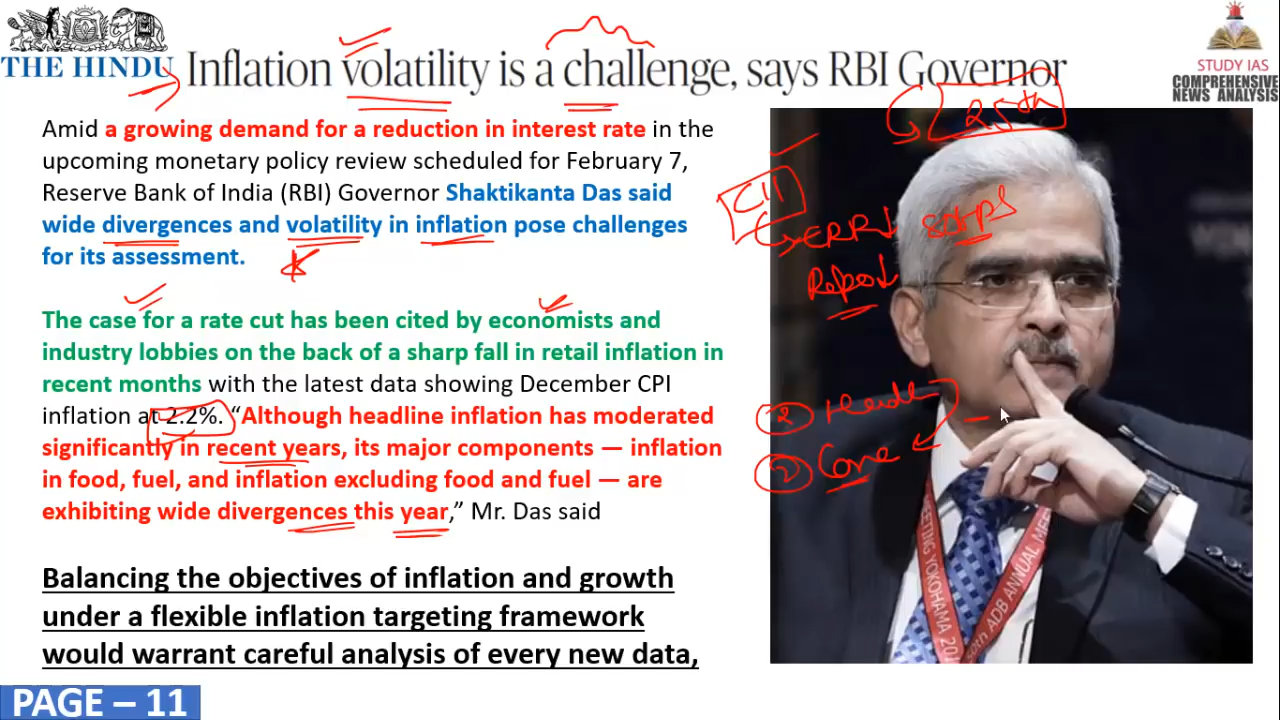 THE HINDU
Inflation volatility is a challenge, says RBI Governor
STUDY IAS
COMPREHENSIVE
NEWS ANALYSIS
Amid a growing demand for a reduction in interest rate in the
upcoming monetary policy review scheduled for February 7,
Reserve Bank of India (RBI) Governor Shaktikanta Das said
wide divergences and volatility in inflation pose challenges
for its assessment.
The case for a rate cut has been cited by economists and
industry lobbies on the back of a sharp fall in retail inflation in
recent months with the latest data showing December CPI
inflation at 2.2%. “Although headline inflation has moderated
significantly in recent years, its major components — inflation
in food, fuel, and inflation excluding food and fuel — are
exhibiting wide divergences this year,” Mr. Das said
Balancing the objectives of inflation and growth
under a flexible inflation targeting framework
would warrant careful analysis of every new data,
25th
CII
CRR↓ 50bps
Repo↓
Core
PAGE – 11